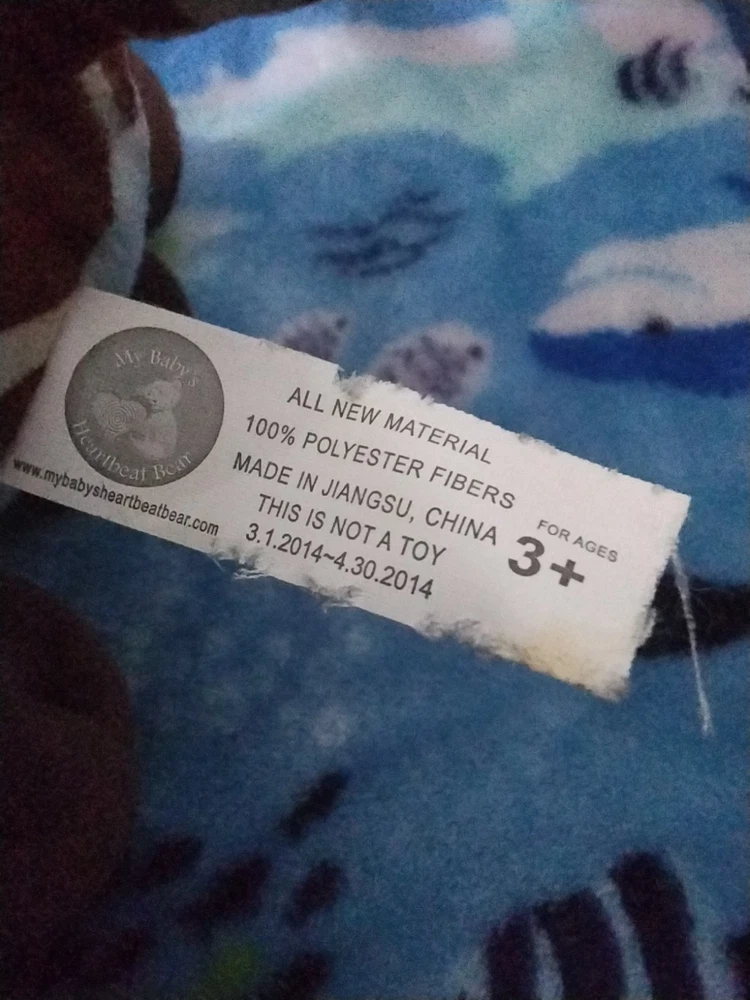 My Baby's
Heartbeat Bear
www.mybabysheartbeatbear.com
ALL NEW MATERIAL
100% POLYESTER FIBERS
MADE IN JIANGSU, CHINA
THIS IS NOT A TOY
3.1.2014~4.30.2014
FOR AGES
3+